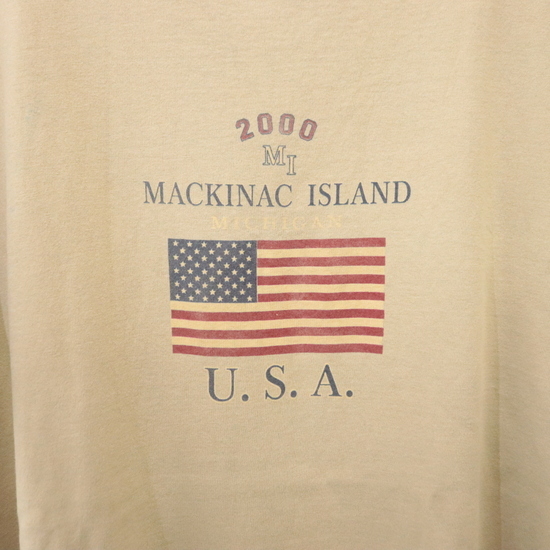 2000
MI
MACKINAC ISLAND
MICHIGAN
U. S. A.